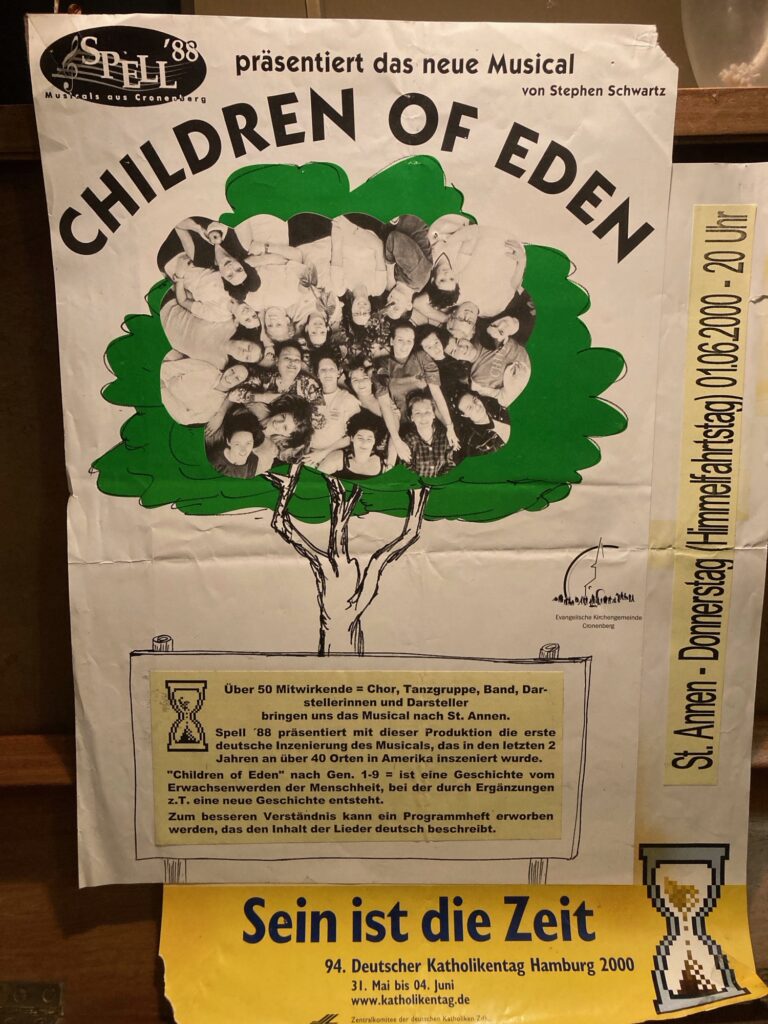 SPELL '88
Musicals aus Cronenberg
präsentiert das neue Musical
von Stephen Schwartz
CHILDREN OF EDEN
St. Annen - Donnerstag (Himmelfahrtstag) 01.06.2000 - 20 Uhr
Evangelische Kirchengemeinde
Cronenberg
Über 50 Mitwirkende = Chor, Tanzgruppe, Band, Dar-
stellerinnen und Darsteller
bringen uns das Musical nach St. Annen.
Spell ´88 präsentiert mit dieser Produktion die erste
deutsche Inzenierung des Musicals, das in den letzten 2
Jahren an über 40 Orten in Amerika inszeniert wurde.
"Children of Eden" nach Gen. 1-9 = ist eine Geschichte vom
Erwachsenwerden der Menschheit, bei der durch Ergänzungen
z.T. eine neue Geschichte entsteht.
Zum besseren Verständnis kann ein Programmheft erworben
werden, das den Inhalt der Lieder deutsch beschreibt.
Sein ist die Zeit
94. Deutscher Katholikentag Hamburg 2000
31. Mai bis 04. Juni
www.katholikentag.de
Zentralkomitee der deutschen Katholiken